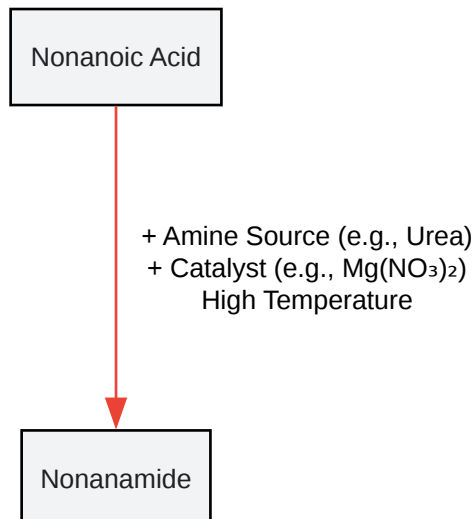 Nonanoic Acid
+ Amine Source (e.g., Urea)
+ Catalyst (e.g., Mg(NO₃)₂)
High Temperature
Nonanamide